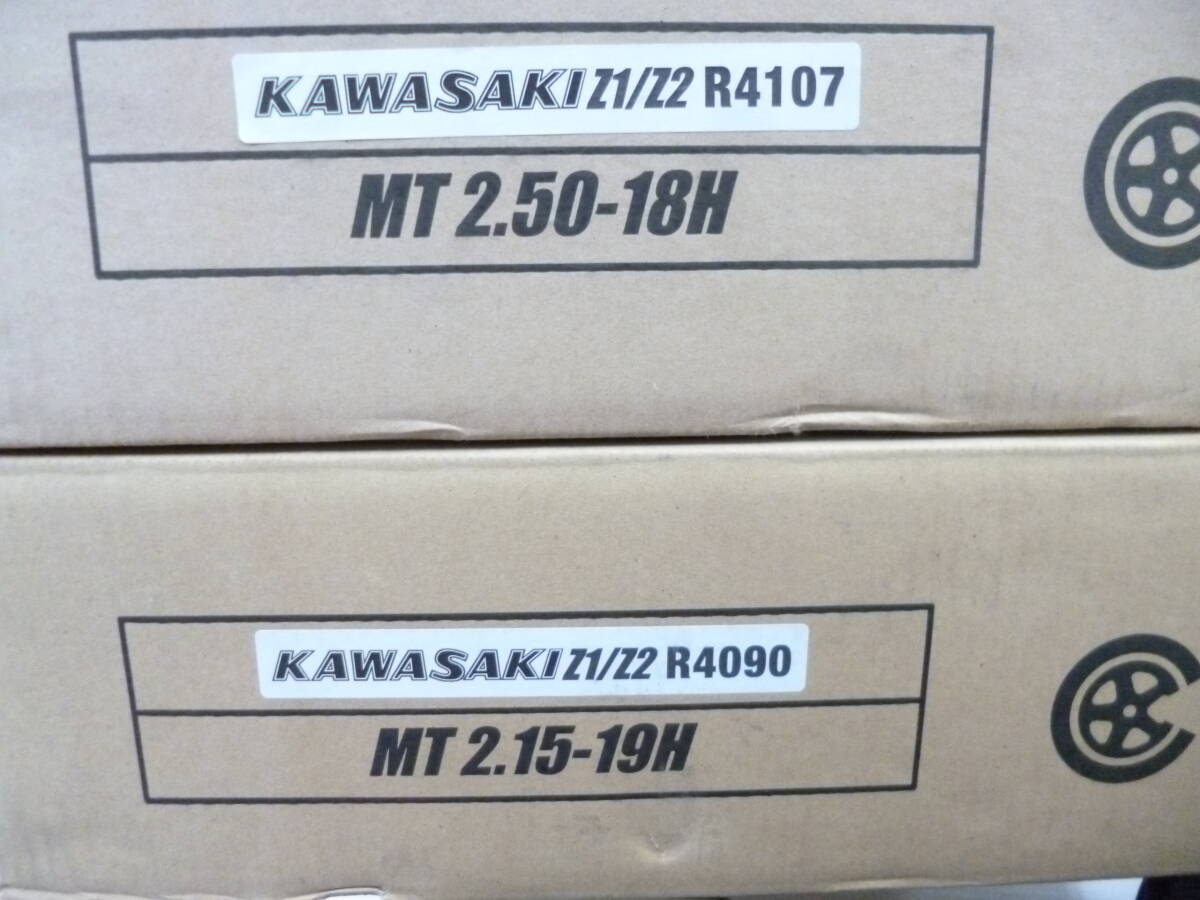 KAWASAKI Z1/Z2 R4107
MT 2.50-18H
KAWASAKI Z1/Z2 R4090
MT 2.15-19H